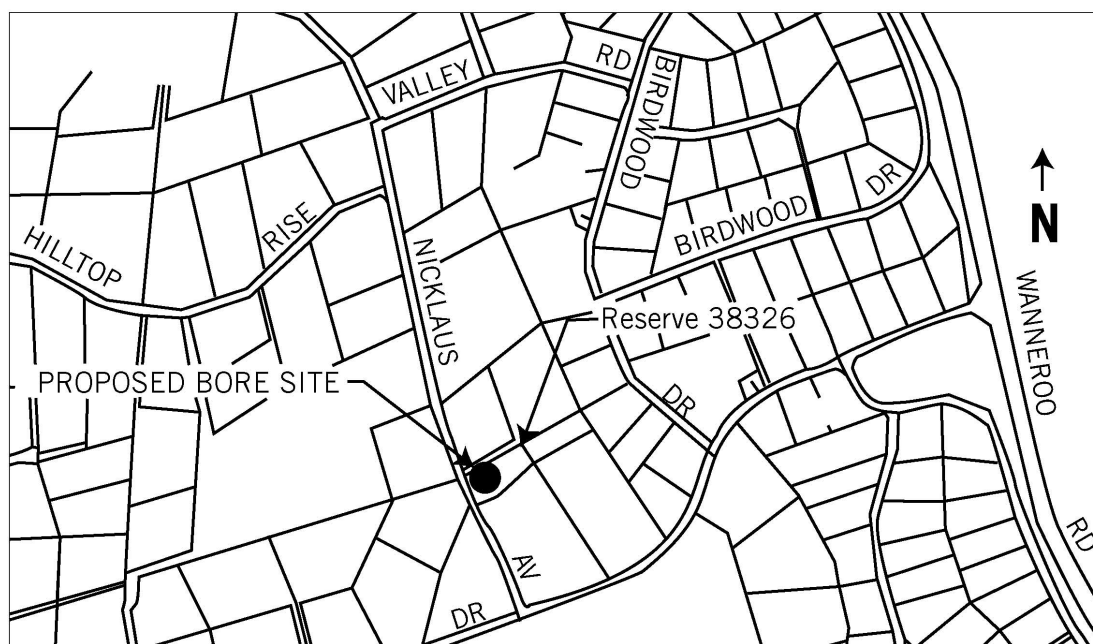 VALLEY RD
BIRDWOOD
DR
BIRDWOOD
N
HILLTOP RISE
NICKLAUS
WANNEROO
Reserve 38326
PROPOSED BORE SITE
DR
AV
DR
RD